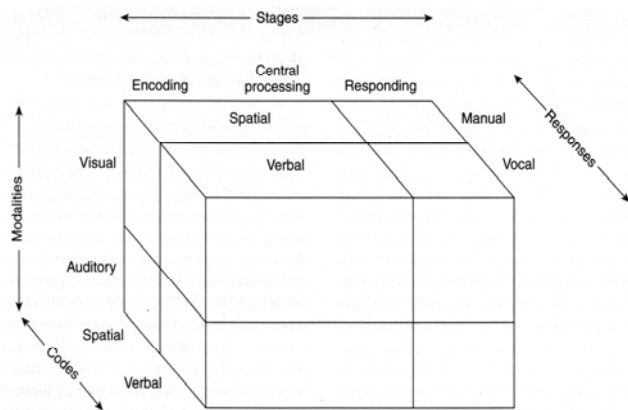 Stages
Encoding
Central
processing
Responding
Spatial
Manual
Visual
Verbal
Vocal
Responses
Modalities
Auditory
Spatial
Verbal
Codes